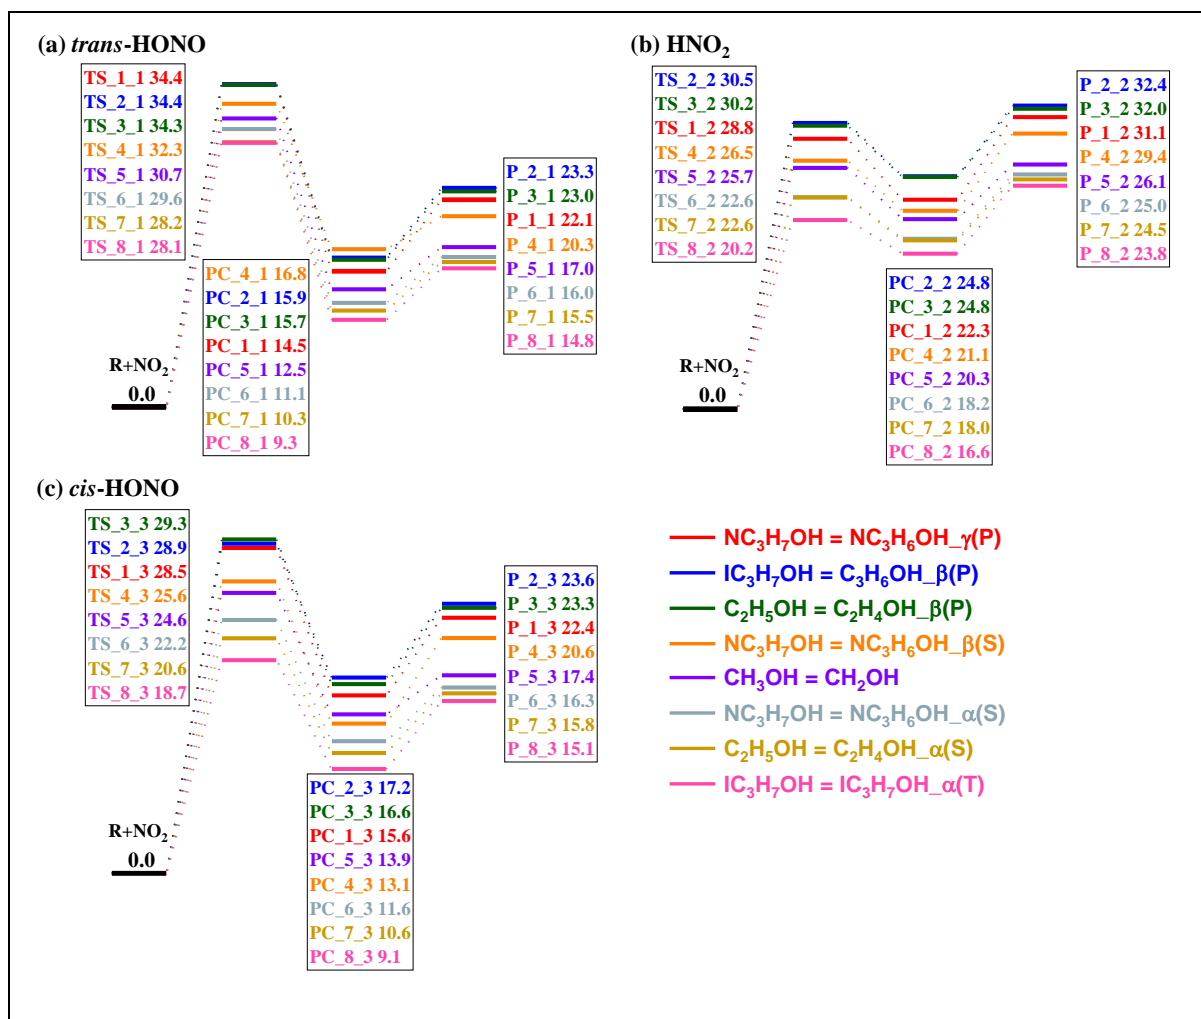 (a) trans-HONO
TS_1_1 34.4
TS_2_1 34.4
TS_3_1 34.3
TS_4_1 32.3
TS_5_1 30.7
TS_6_1 29.6
TS_7_1 28.2
TS_8_1 28.1
PC_4_1 16.8
PC_2_1 15.9
PC_3_1 15.7
PC_1_1 14.5
PC_5_1 12.5
PC_6_1 11.1
PC_7_1 10.3
PC_8_1 9.3
P_2_1 23.3
P_3_1 23.0
P_1_1 22.1
P_4_1 20.3
P_5_1 17.0
P_6_1 16.0
P_7_1 15.5
P_8_1 14.8
R+NO₂
0.0
(b) HNO₂
TS_2_2 30.5
TS_3_2 30.2
TS_1_2 28.8
TS_4_2 26.5
TS_5_2 25.7
TS_6_2 22.6
TS_7_2 22.6
TS_8_2 20.2
P_2_2 32.4
P_3_2 32.0
P_1_2 31.1
P_4_2 29.4
P_5_2 26.1
P_6_2 25.0
P_7_2 24.5
P_8_2 23.8
PC_2_2 24.8
PC_3_2 24.8
PC_1_2 22.3
PC_4_2 21.1
PC_5_2 20.3
PC_6_2 18.2
PC_7_2 18.0
PC_8_2 16.6
R+NO₂
0.0
(c) cis-HONO
TS_3_3 29.3
TS_2_3 28.9
TS_1_3 28.5
TS_4_3 25.6
TS_5_3 24.6
TS_6_3 22.2
TS_7_3 20.6
TS_8_3 18.7
P_2_3 23.6
P_3_3 23.3
P_1_3 22.4
P_4_3 20.6
P_5_3 17.4
P_6_3 16.3
P_7_3 15.8
P_8_3 15.1
R+NO₂
0.0
PC_2_3 17.2
PC_3_3 16.6
PC_1_3 15.6
PC_5_3 13.9
PC_4_3 13.1
PC_6_3 11.6
PC_7_3 10.6
PC_8_3 9.1
NC₃H₇OH = NC₃H₆OH_γ(P)
IC₃H₇OH = C₃H₆OH_β(P)
C₂H₅OH = C₂H₄OH_β(P)
NC₃H₇OH = NC₃H₆OH_β(S)
CH₃OH = CH₂OH
NC₃H₇OH = NC₃H₆OH_α(S)
C₂H₅OH = C₂H₄OH_α(S)
IC₃H₇OH = IC₃H₇OH_α(T)